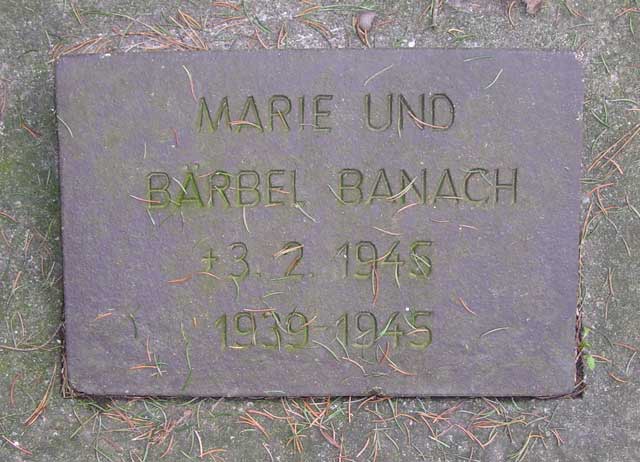 MARIE UND
BÄRBEL BANACH
+3. 2. 1945
1939-1945